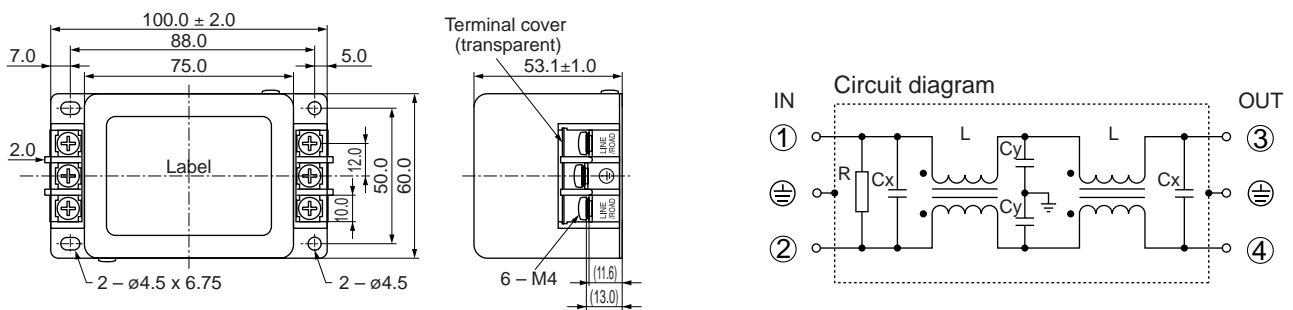 100.0 ± 2.0
88.0
7.0
5.0
75.0
2.0
Label
12.0
50.0
60.0
10.0
2 – ø4.5 x 6.75
2 – ø4.5
Terminal cover
(transparent)
53.1±1.0
LINE
/ROAD
LINE
/ROAD
6 – M4
(11.6)
(13.0)
Circuit diagram
IN
OUT
①
③
L
L
Cy
R
Cx
Cx
Cy
②
④